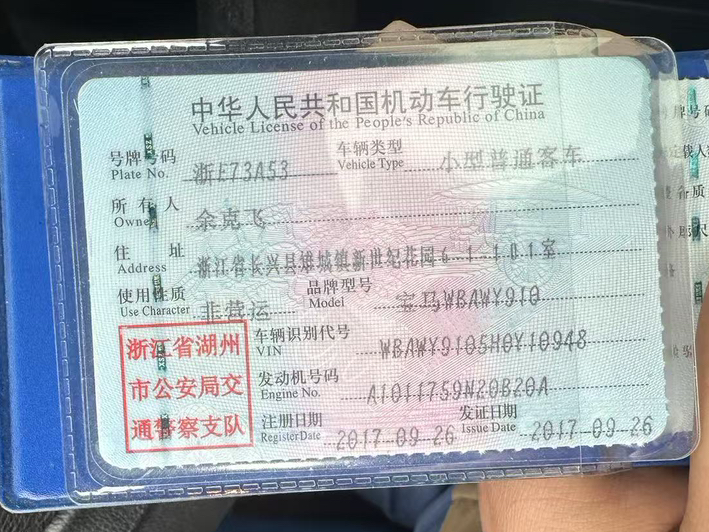 中华人民共和国机动车行驶证
Vehicle License of the People's Republic of China
号牌号码 浙E73A53 车辆类型 小型普通客车
Plate No. Vehicle Type
所有人 余克飞
Owner
住址 浙江省长兴县雉城镇新世纪花园6-1-101室
Address
使用性质 非营运 品牌型号 宝马WBAWY910
Use Character Model
浙江省湖州
市公安局交
通警察支队
车辆识别代号 WBAWY9105H0Y10948
VIN
发动机号码 A1011759N20B20A
Engine No.
注册日期 2017-09-26 发证日期 2017-09-26
Register Date Issue Date
号牌号码